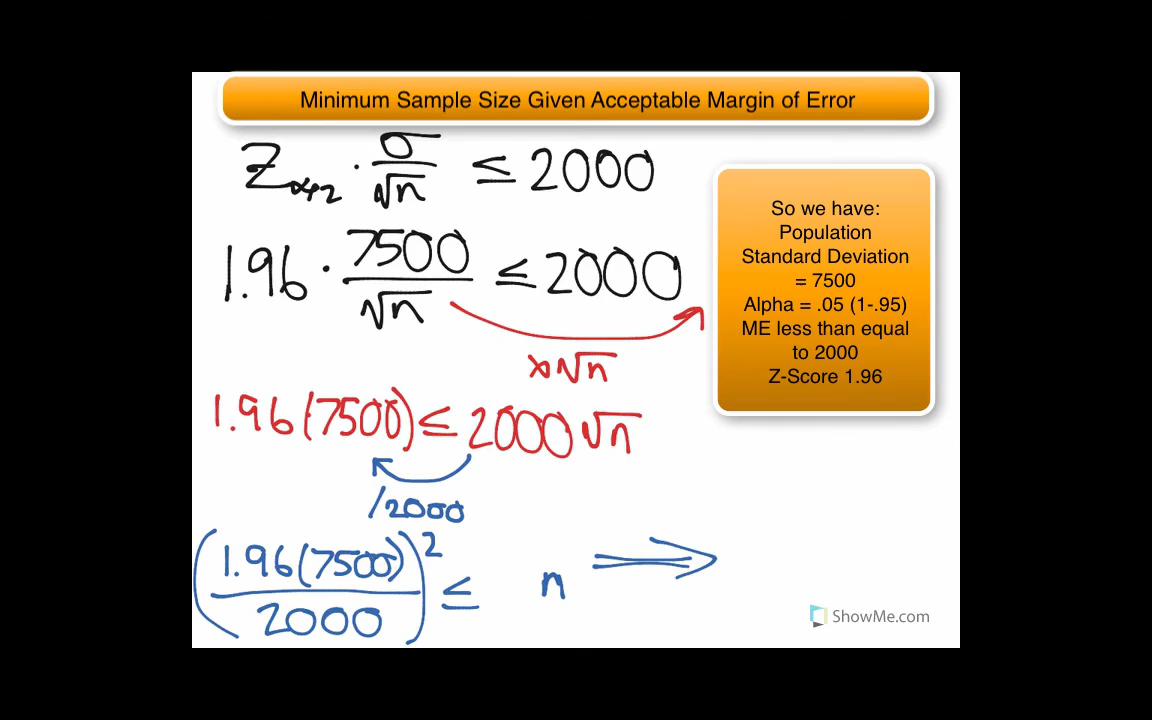 Minimum Sample Size Given Acceptable Margin of Error
Zα/2 · σ/√n ≤ 2000
1.96 · 7500/√n ≤ 2000
x√n
1.96(7500) ≤ 2000√n
/2000
(1.96(7500)/2000)² ≤ n ⇒
So we have:
Population
Standard Deviation
= 7500
Alpha = .05 (1-.95)
ME less than equal
to 2000
Z-Score 1.96
ShowMe.com